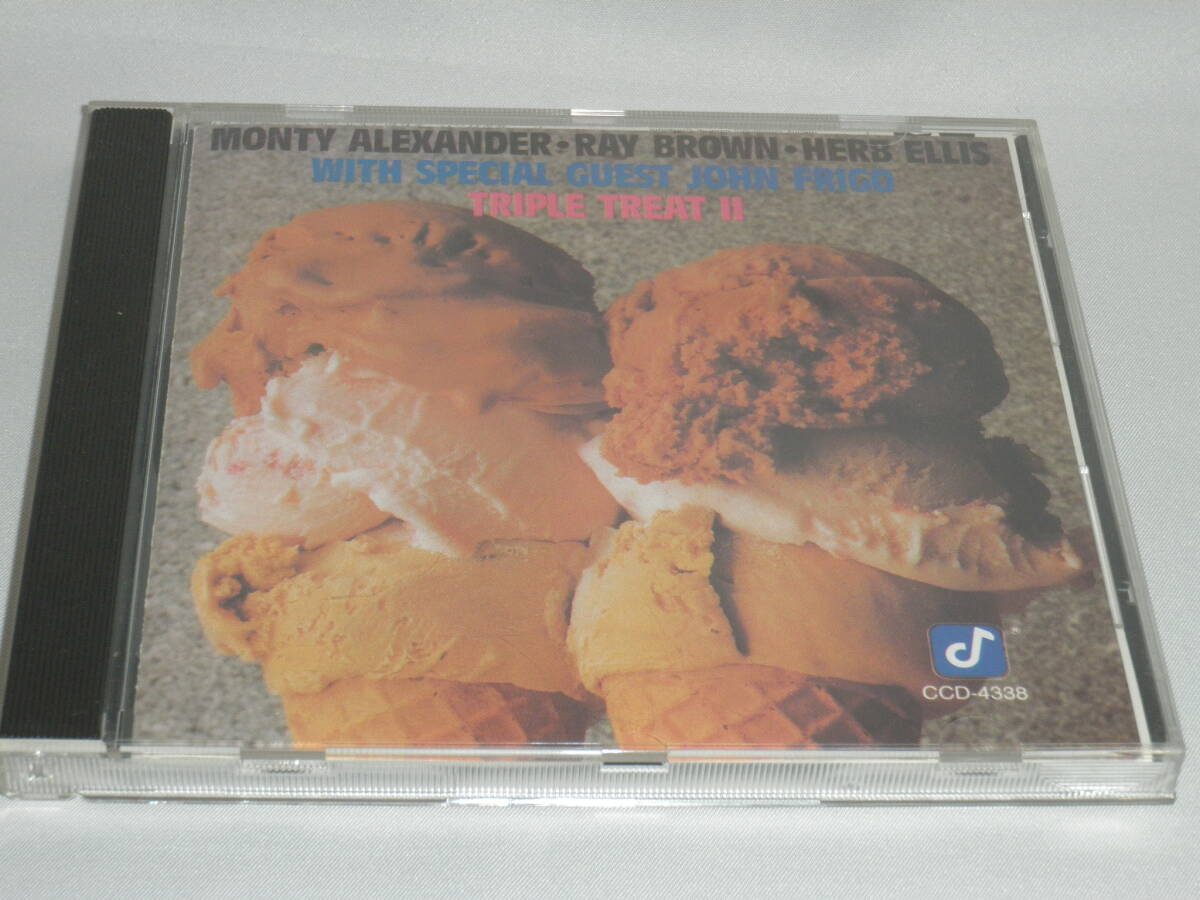 MONTY ALEXANDER • RAY BROWN • HERB ELLIS
WITH SPECIAL GUEST JOHN FRIGO
TRIPLE TREAT II
CCD-4338